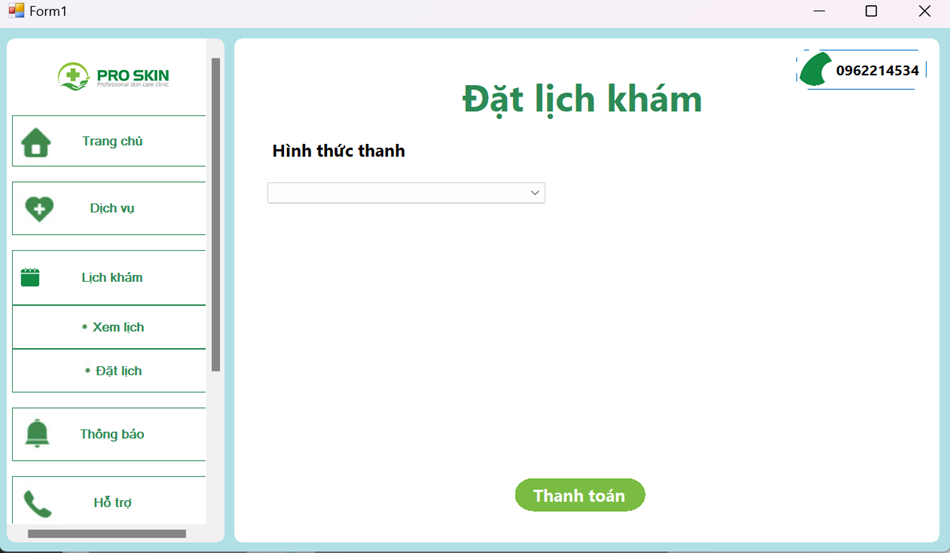 Form1
PRO SKIN
Professional skin care clinic
Trang chủ
Dịch vụ
Lịch khám
• Xem lịch
• Đặt lịch
Thông báo
Hỗ trợ
0962214534
Đặt lịch khám
Hình thức thanh
Thanh toán